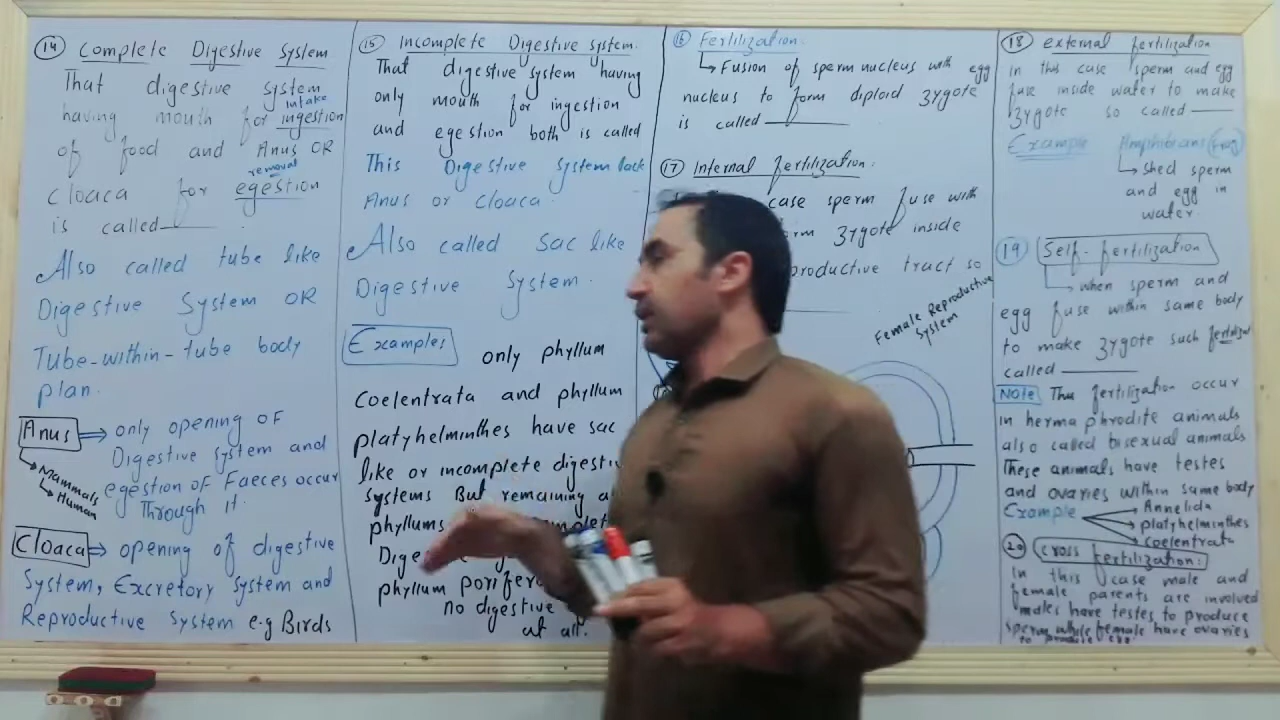 14 Complete Digestive System
That digestive system
intake
having mouth for ingestion
of food and Anus OR
removal
Cloaca for egestion
is called
Also called tube like
Digestive System OR
Tube-within-tube body
plan.
Anus ⇒ only opening of
Digestive system and
Mammals
Human
egestion of Faeces occur
Through it.
Cloaca ⇒ opening of digestive
System, Excretory system and
Reproductive System e.g Birds
15 Incomplete Digestive system.
That digestive system having
only mouth for ingestion
and egestion both is called
This Digestive System lack
Anus or Cloaca.
Also called sac like
Digestive System.
Examples only phyllum
Coelentrata and phyllum
platyhelminthes have sac
like or incomplete
systems But remaining
phyllums
phyllum
no digestive
at all.
16 Fertilization.
Fusion of sperm nucleus with egg
nucleus to form diploid zygote
is called
17 Internal fertilization.
case sperm fuse with
zygote inside
tract so
Female Reproductive
System
18 external fertilization
in this case sperm and egg
fuse inside water to make
zygote so called
Example Amphibians (Frog)
shed sperm
and egg in
water
19 Self-fertilization
when sperm and
egg fuse within same body
to make zygote such
called
Note This fertilization occur
in hermaphrodite animals
also called bisexual animals
These animals have testes
and ovaries within same body
Example Annelida
platyhelminthes
coelentrata
20 Cross fertilization:
In this case male and
female parents are involved
males have testes to produce
sperm while female have ovaries
to produce egg